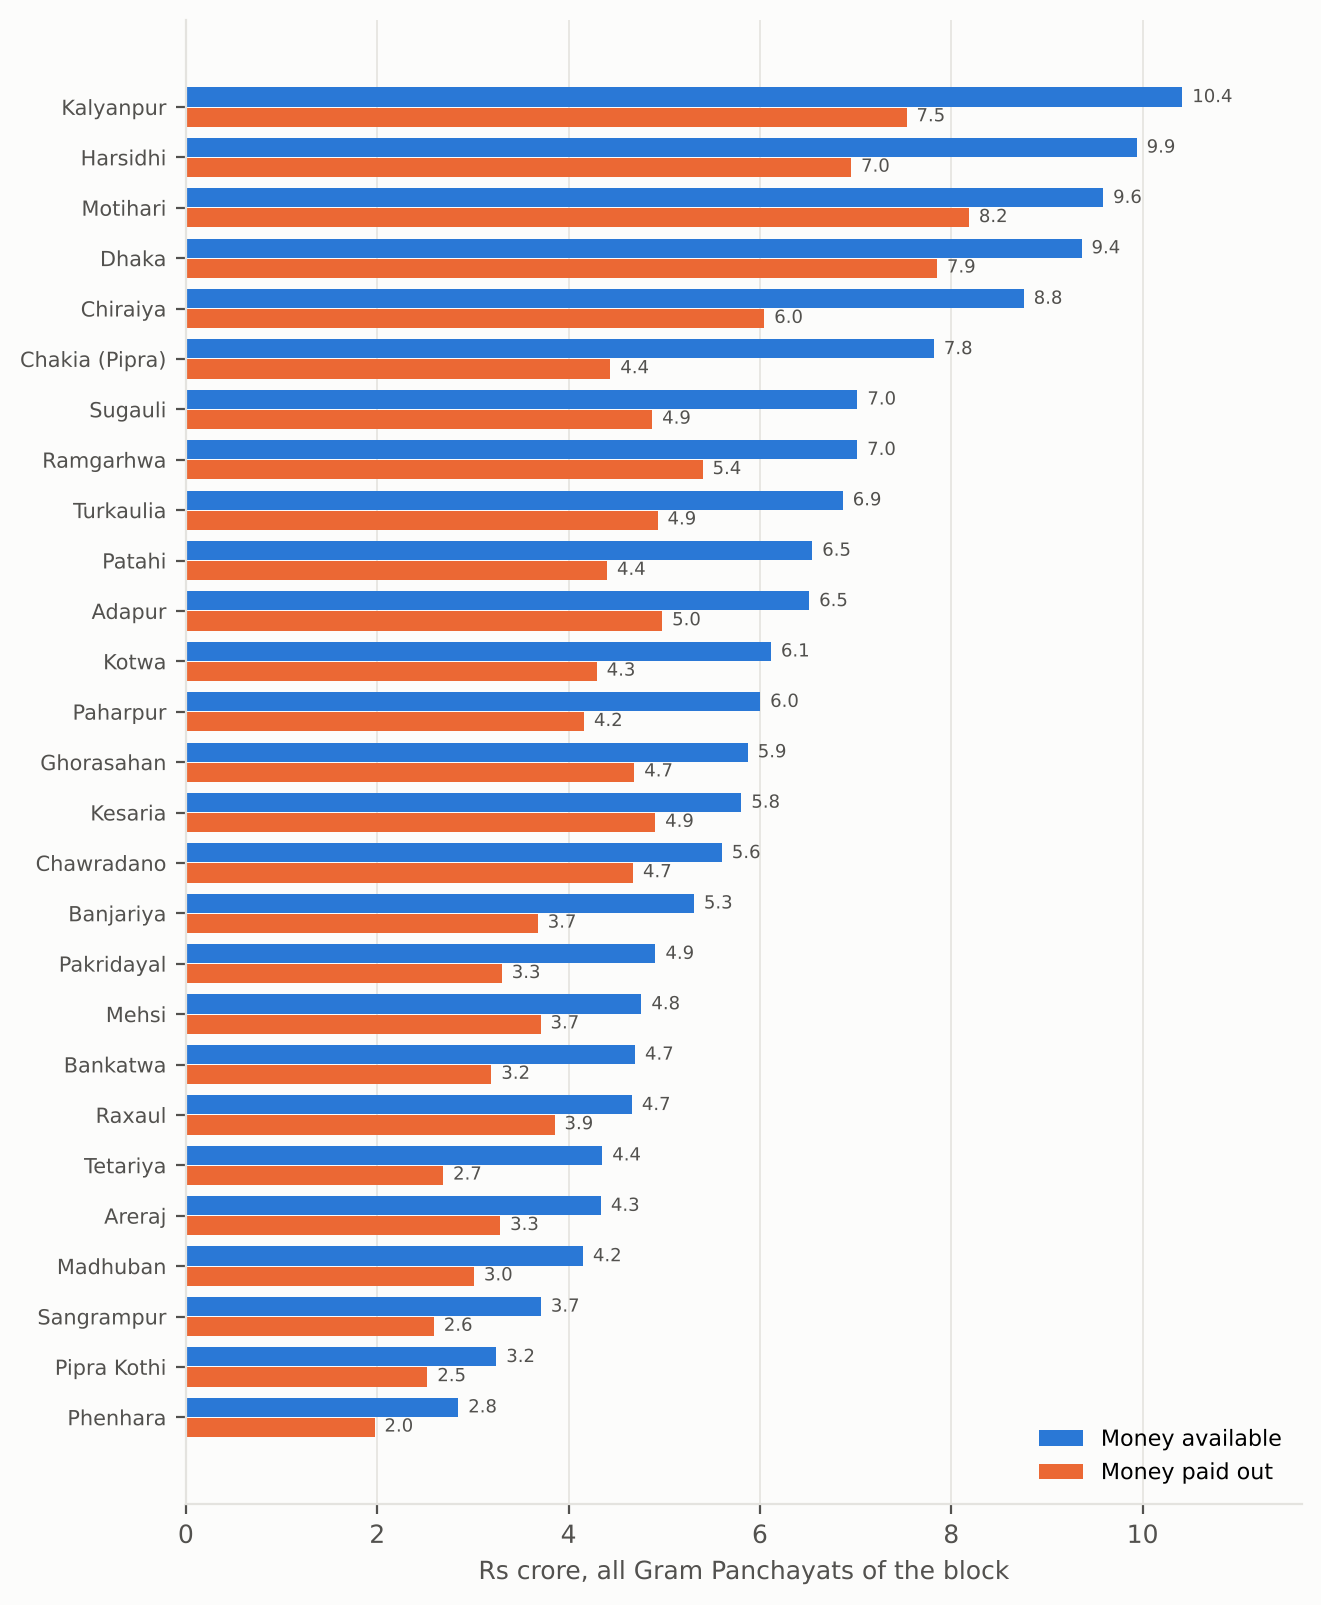 Kalyanpur 10.4
7.5
Harsidhi 9.9
7.0
Motihari 9.6
8.2
Dhaka 9.4
7.9
Chiraiya 8.8
6.0
Chakia (Pipra) 7.8
4.4
Sugauli 7.0
4.9
Ramgarhwa 7.0
5.4
Turkaulia 6.9
4.9
Patahi 6.5
4.4
Adapur 6.5
5.0
Kotwa 6.1
4.3
Paharpur 6.0
4.2
Ghorasahan 5.9
4.7
Kesaria 5.8
4.9
Chawradano 5.6
4.7
Banjariya 5.3
3.7
Pakridayal 4.9
3.3
Mehsi 4.8
3.7
Bankatwa 4.7
3.2
Raxaul 4.7
3.9
Tetariya 4.4
2.7
Areraj 4.3
3.3
Madhuban 4.2
3.0
Sangrampur 3.7
2.6
Pipra Kothi 3.2
2.5
Phenhara 2.8
2.0
Money available
Money paid out
0 2 4 6 8 10
Rs crore, all Gram Panchayats of the block